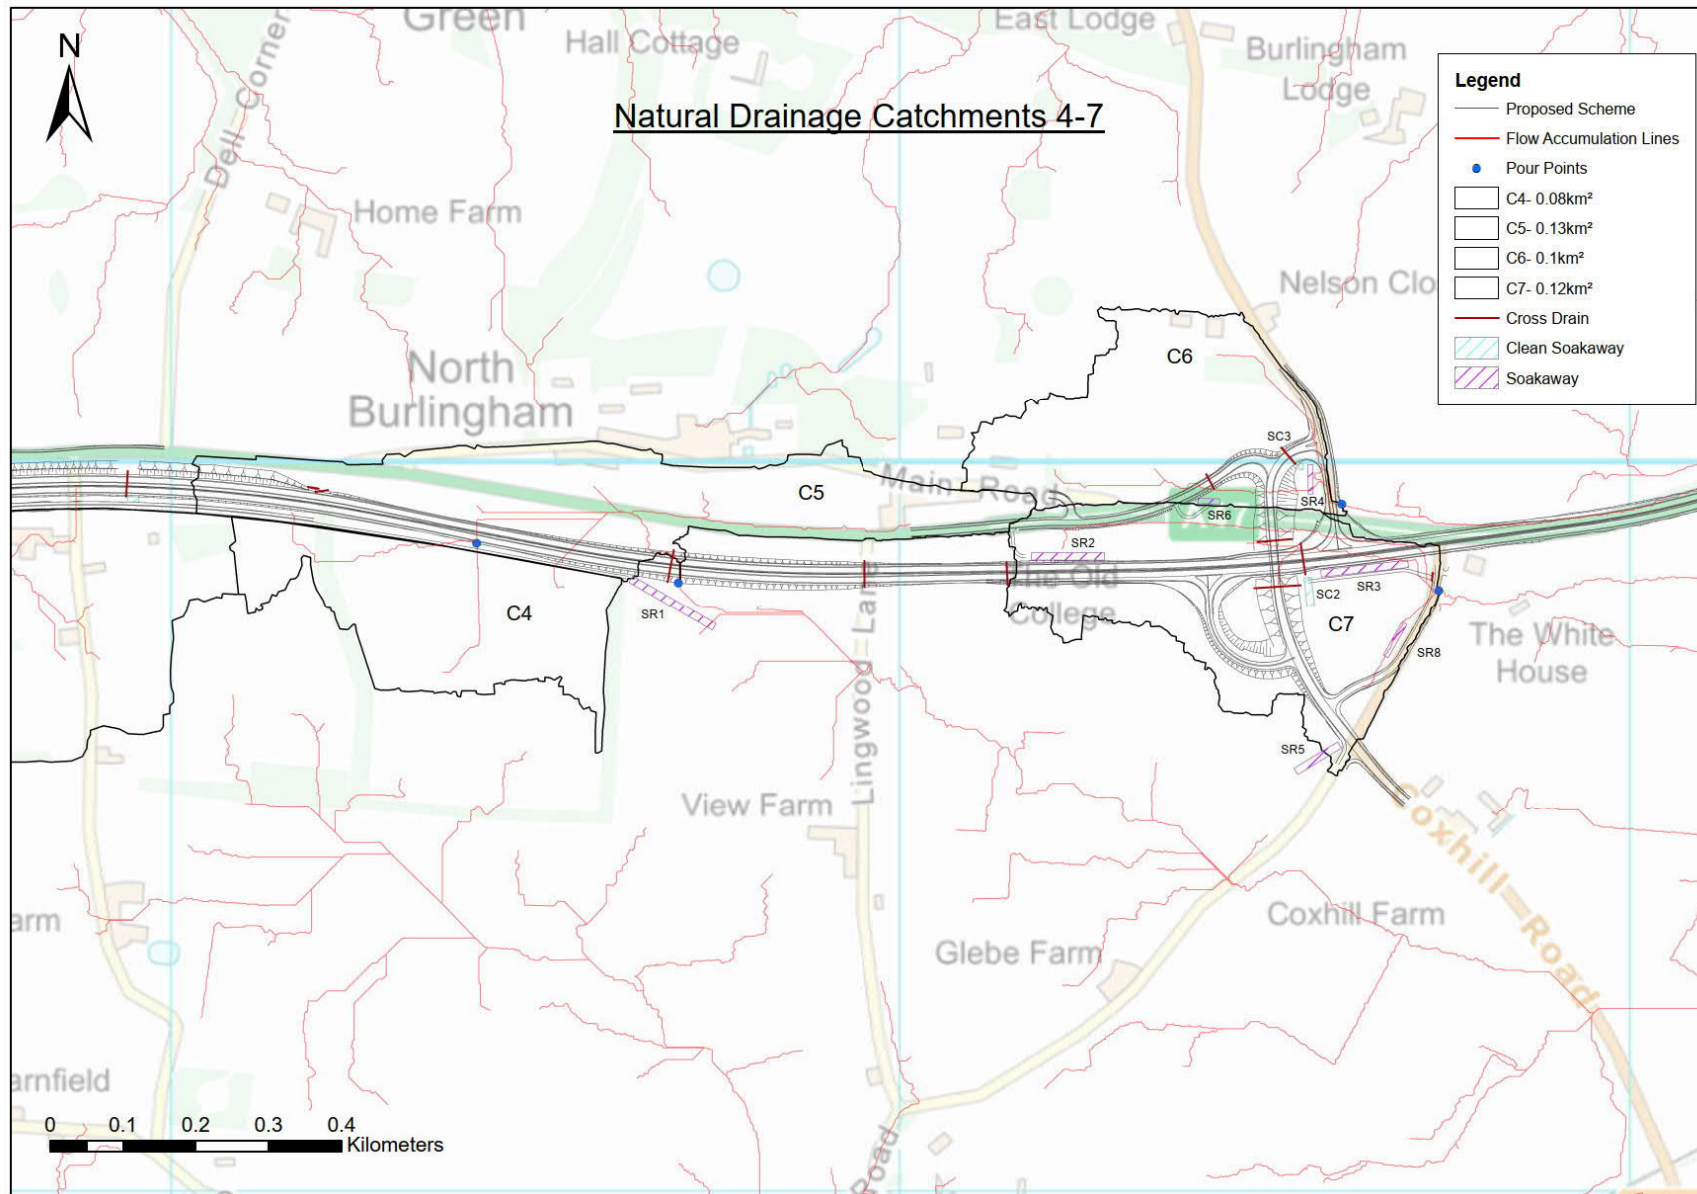 Green
East Lodge
Hall Cottage
Burlingham
Lodge
N
Dell Corner
Natural Drainage Catchments 4-7
Legend
Proposed Scheme
Flow Accumulation Lines
Pour Points
C4- 0.08km²
C5- 0.13km²
C6- 0.1km²
C7- 0.12km²
Cross Drain
Clean Soakaway
Soakaway
Home Farm
Nelson Clo
North
Burlingham
C6
SC3
C5
Main Road
SR4
SR6
SR2
The Old
College
SR3
SC2
C4
SR1
C7
The White
House
SR8
Lingwood Lane
SR5
View Farm
Coxhill Road
arm
Coxhill Farm
Glebe Farm
arnfield
0 0.1 0.2 0.3 0.4
Kilometers
Road